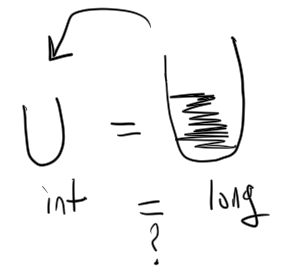 =
int = long
?